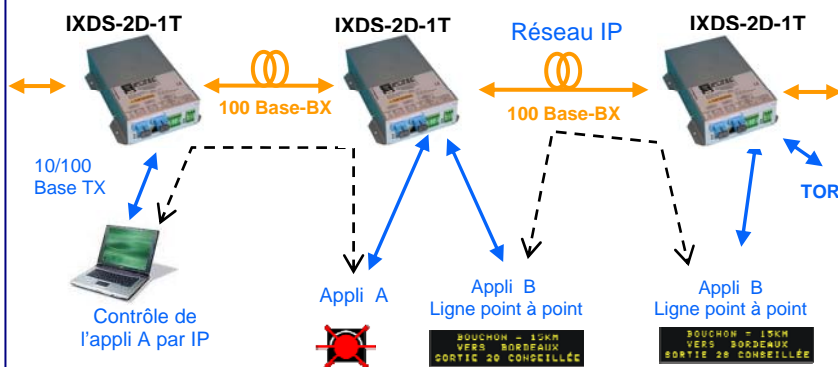 IXDS-2D-1T
IXDS-2D-1T
Réseau IP
IXDS-2D-1T
100 Base-BX
100 Base-BX
10/100
Base TX
TOR
Contrôle de
l'appli A par IP
Appli A
Appli B
Ligne point à point
Appli B
Ligne point à point
BOUCHON = 15KM
VERS BORDEAUX
SORTIE 20 CONSEILLÉE
BOUCHON = 15KM
VERS BORDEAUX
SORTIE 20 CONSEILLÉE